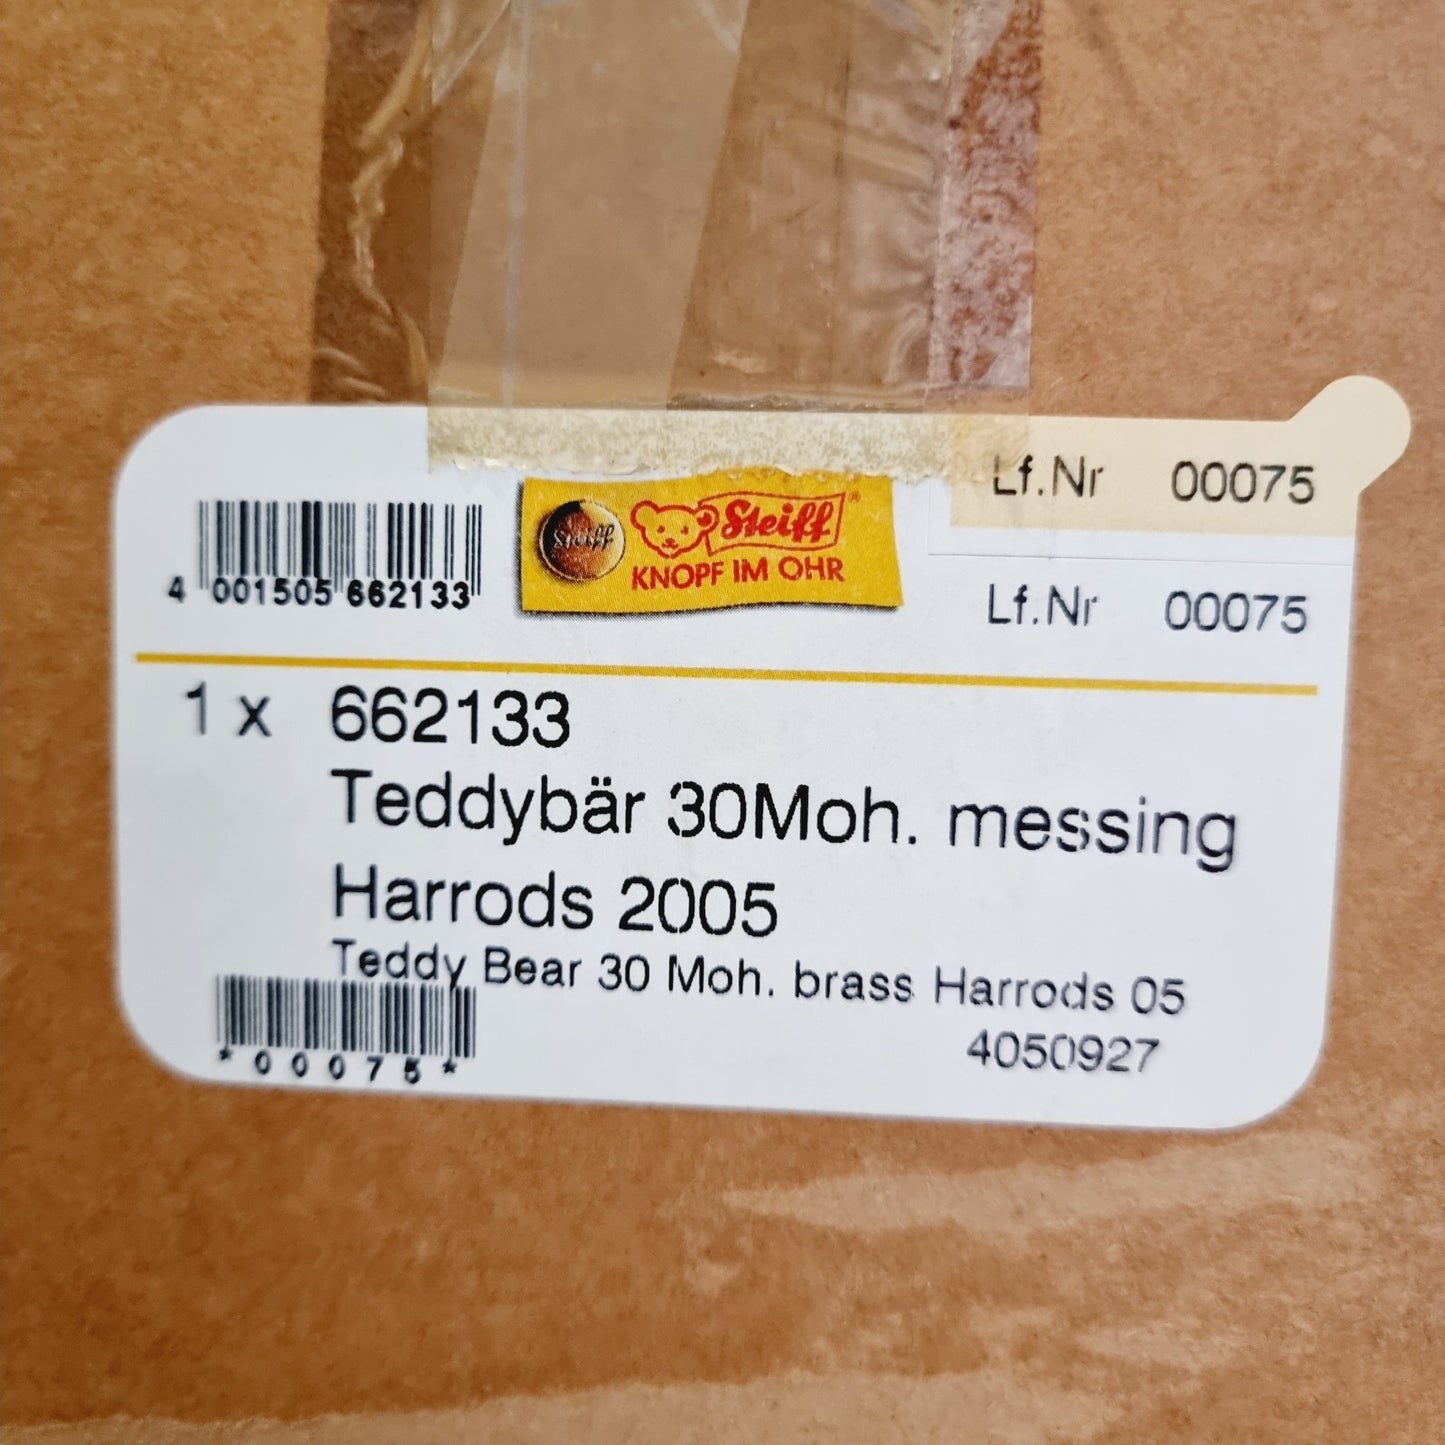 Lf.Nr 00075
Steiff
Steiff®
KNOPF IM OHR
4 001505 662133
Lf.Nr 00075
1 x 662133
Teddybär 30Moh. messing
Harrods 2005
Teddy Bear 30 Moh. brass Harrods 05
4050927
*00075*